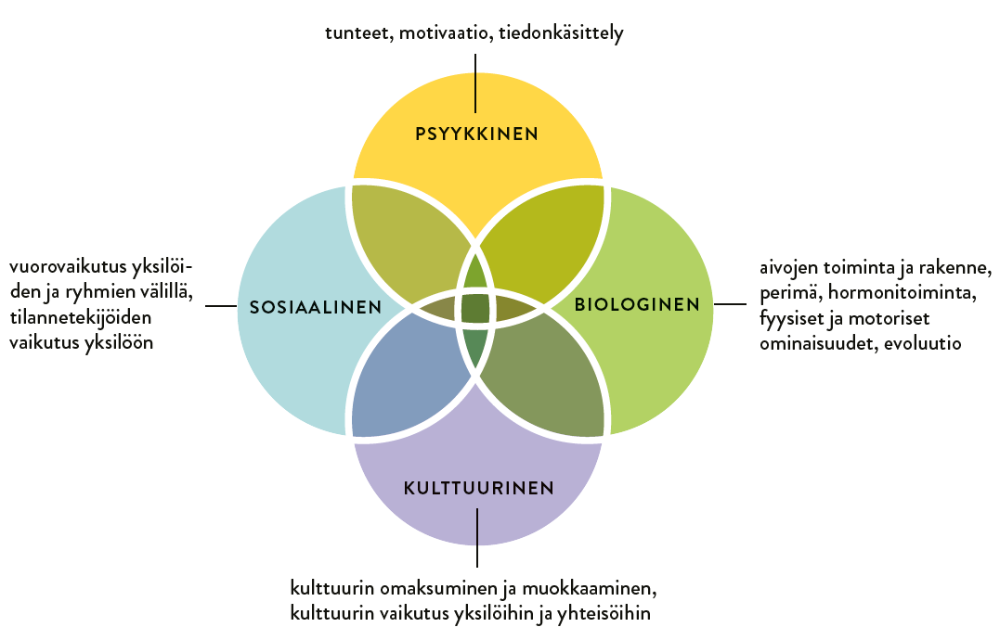 tunteet, motivaatio, tiedonkäsittely
PSYYKKINEN
vuorovaikutus yksilöi-
den ja ryhmien välillä,
tilannetekijöiden
vaikutus yksilöön
SOSIAALINEN
BIOLOGINEN
aivojen toiminta ja rakenne,
perimä, hormonitoiminta,
fyysiset ja motoriset
ominaisuudet, evoluutio
KULTTUURINEN
kulttuurin omaksuminen ja muokkaaminen,
kulttuurin vaikutus yksilöihin ja yhteisöihin